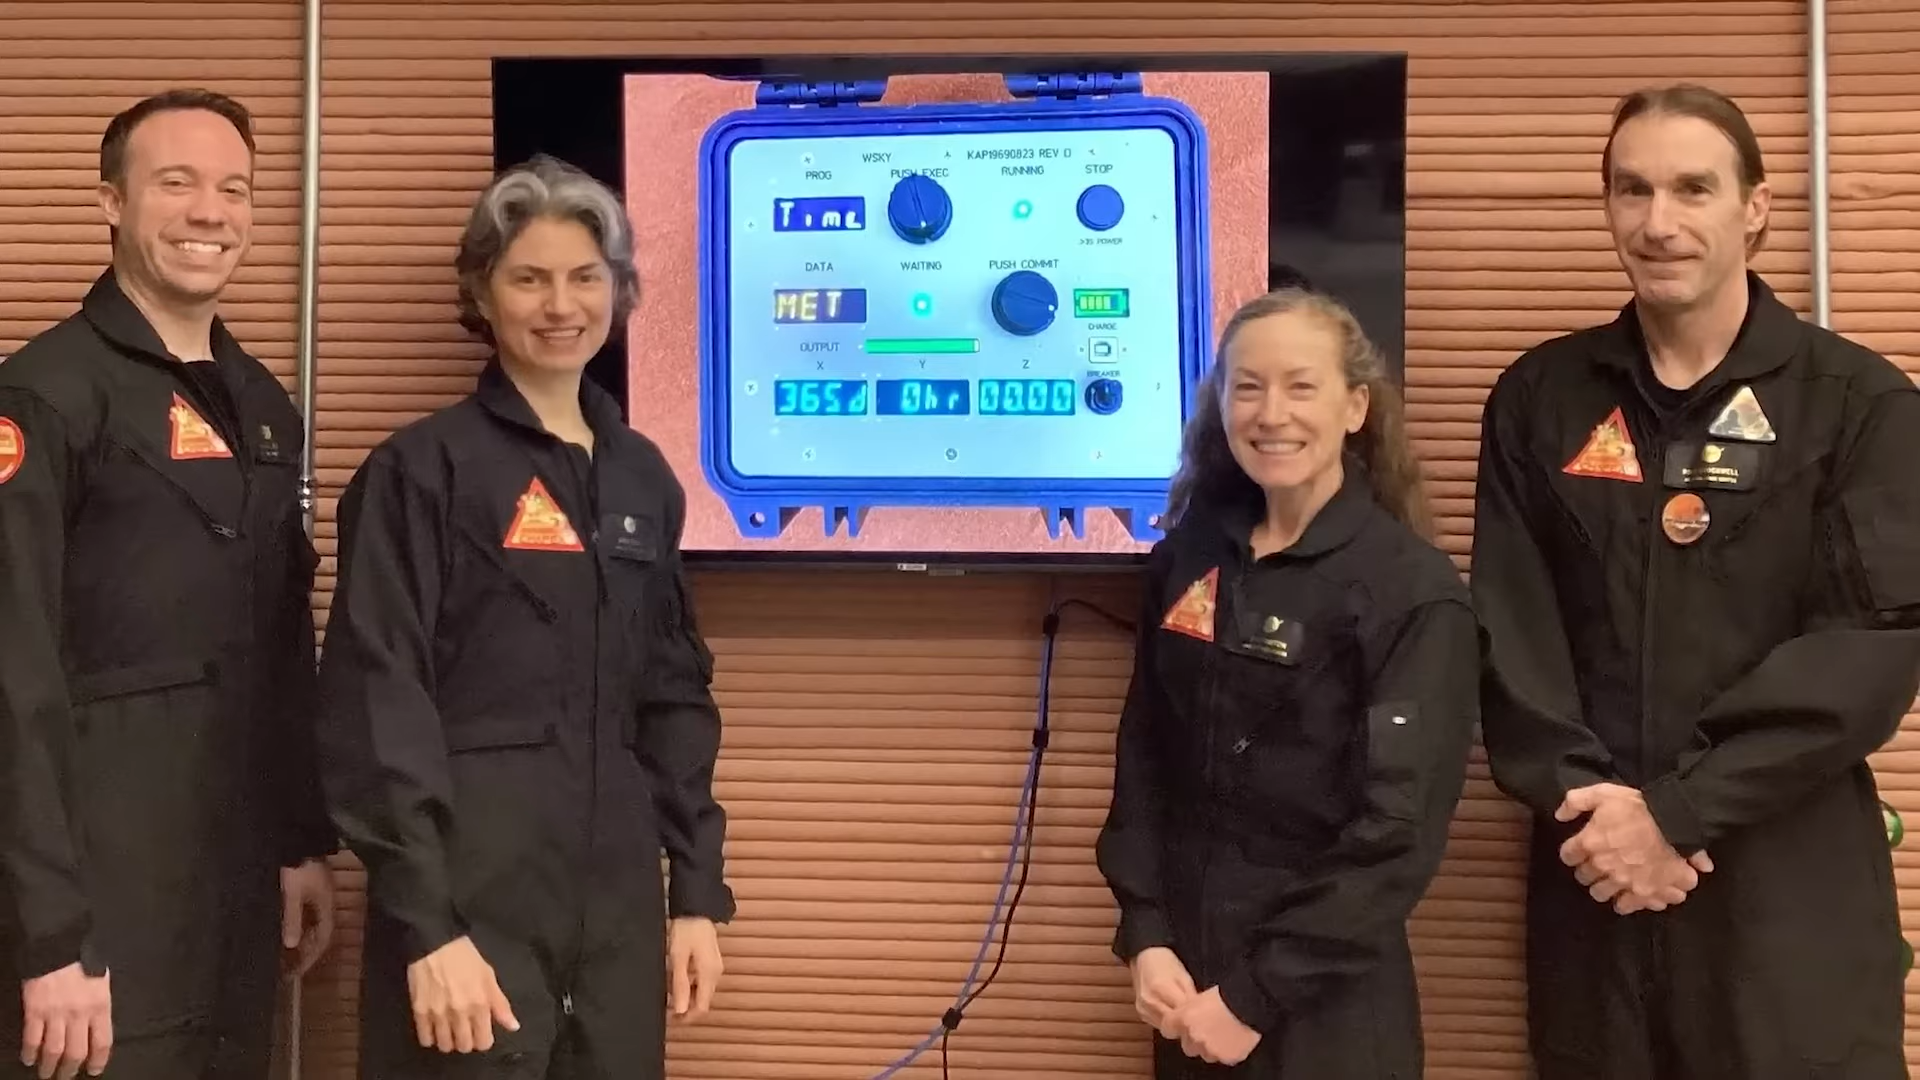 WSKY KAP19690823 REV D
PROG PUSH EXEC RUNNING STOP
Time
>3S POWER
DATA WAITING PUSH COMMIT
MET
CHARGE
OUTPUT
X Y Z
BREAKER
365d 0hr 00.00